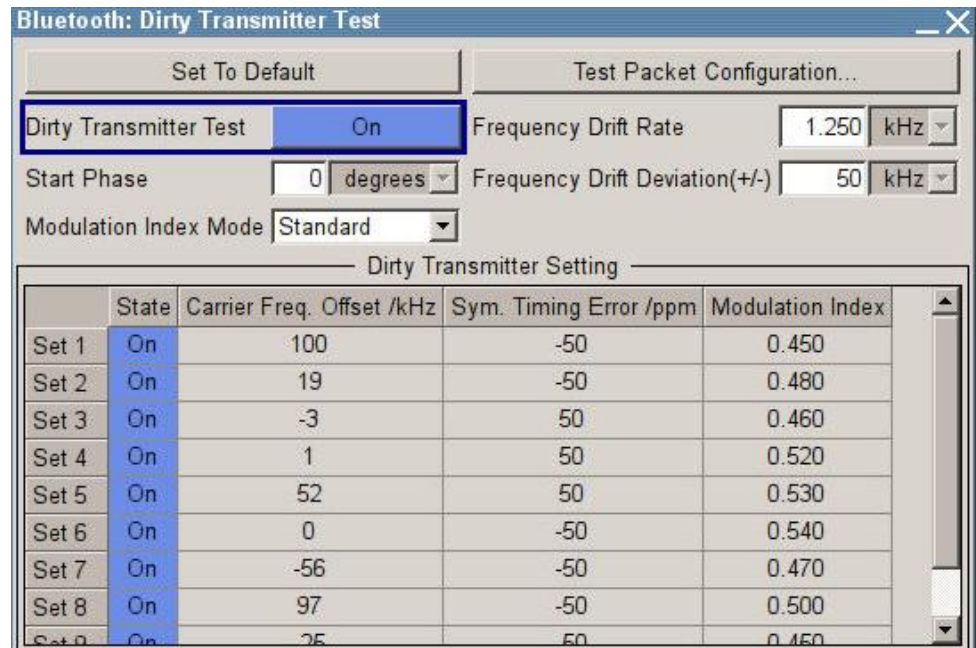 Bluetooth: Dirty Transmitter Test
Set To Default Test Packet Configuration...
Dirty Transmitter Test On Frequency Drift Rate 1.250 kHz
Start Phase 0 degrees Frequency Drift Deviation(+/-) 50 kHz
Modulation Index Mode Standard
Dirty Transmitter Setting
State Carrier Freq. Offset /kHz Sym. Timing Error /ppm Modulation Index
Set 1 On 100 -50 0.450
Set 2 On 19 -50 0.480
Set 3 On -3 50 0.460
Set 4 On 1 50 0.520
Set 5 On 52 50 0.530
Set 6 On 0 -50 0.540
Set 7 On -56 -50 0.470
Set 8 On 97 -50 0.500
Set 9 On